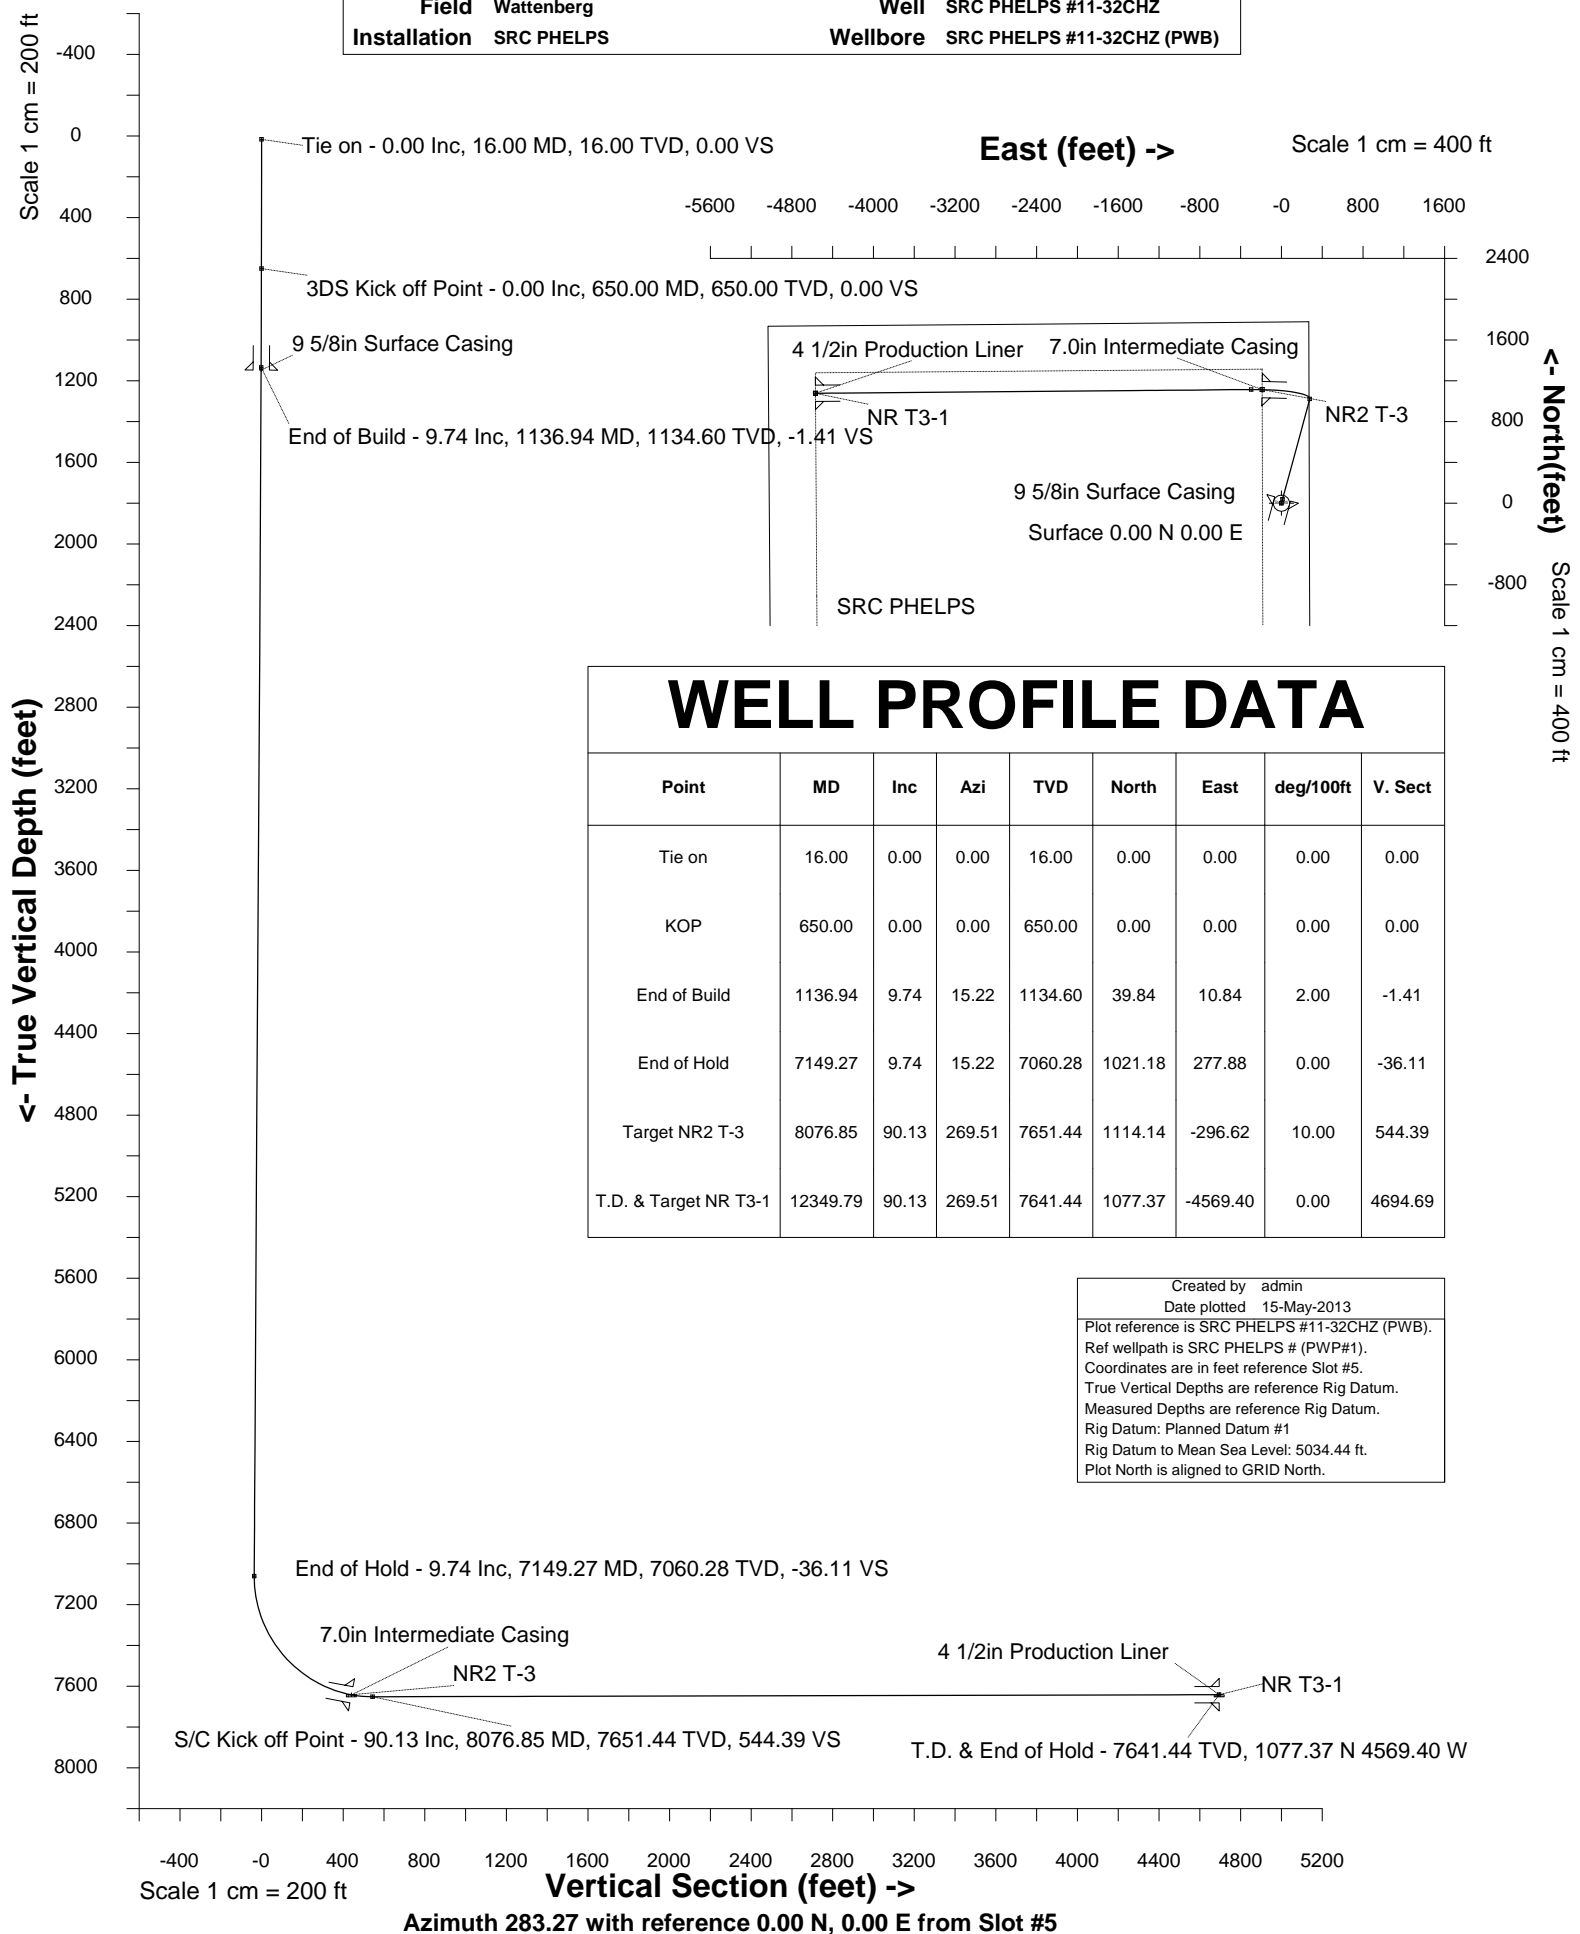 Field Wattenberg Well SRC PHELPS #11-32CHZ
Installation SRC PHELPS Wellbore SRC PHELPS #11-32CHZ (PWB)
Scale 1 cm = 200 ft
-400
0
400
800
1200
1600
2000
2400
2800
3200
3600
4000
4400
4800
5200
5600
6000
6400
6800
7200
7600
8000
<- True Vertical Depth (feet)
Tie on - 0.00 Inc, 16.00 MD, 16.00 TVD, 0.00 VS
3DS Kick off Point - 0.00 Inc, 650.00 MD, 650.00 TVD, 0.00 VS
9 5/8in Surface Casing
End of Build - 9.74 Inc, 1136.94 MD, 1134.60 TVD, -1.41 VS
East (feet) -> Scale 1 cm = 400 ft
-5600 -4800 -4000 -3200 -2400 -1600 -800 -0 800 1600
2400
1600
800
0
-800
<- North(feet)
Scale 1 cm = 400 ft
4 1/2in Production Liner 7.0in Intermediate Casing
NR T3-1 NR2 T-3
9 5/8in Surface Casing
Surface 0.00 N 0.00 E
SRC PHELPS
WELL PROFILE DATA
Point MD Inc Azi TVD North East deg/100ft V. Sect
Tie on 16.00 0.00 0.00 16.00 0.00 0.00 0.00 0.00
KOP 650.00 0.00 0.00 650.00 0.00 0.00 0.00 0.00
End of Build 1136.94 9.74 15.22 1134.60 39.84 10.84 2.00 -1.41
End of Hold 7149.27 9.74 15.22 7060.28 1021.18 277.88 0.00 -36.11
Target NR2 T-3 8076.85 90.13 269.51 7651.44 1114.14 -296.62 10.00 544.39
T.D. & Target NR T3-1 12349.79 90.13 269.51 7641.44 1077.37 -4569.40 0.00 4694.69
Created by admin
Date plotted 15-May-2013
Plot reference is SRC PHELPS #11-32CHZ (PWB).
Ref wellpath is SRC PHELPS # (PWP#1).
Coordinates are in feet reference Slot #5.
True Vertical Depths are reference Rig Datum.
Measured Depths are reference Rig Datum.
Rig Datum: Planned Datum #1
Rig Datum to Mean Sea Level: 5034.44 ft.
Plot North is aligned to GRID North.
End of Hold - 9.74 Inc, 7149.27 MD, 7060.28 TVD, -36.11 VS
7.0in Intermediate Casing
NR2 T-3
S/C Kick off Point - 90.13 Inc, 8076.85 MD, 7651.44 TVD, 544.39 VS
4 1/2in Production Liner
NR T3-1
T.D. & End of Hold - 7641.44 TVD, 1077.37 N 4569.40 W
-400 -0 400 800 1200 1600 2000 2400 2800 3200 3600 4000 4400 4800 5200
Scale 1 cm = 200 ft
Vertical Section (feet) ->
Azimuth 283.27 with reference 0.00 N, 0.00 E from Slot #5